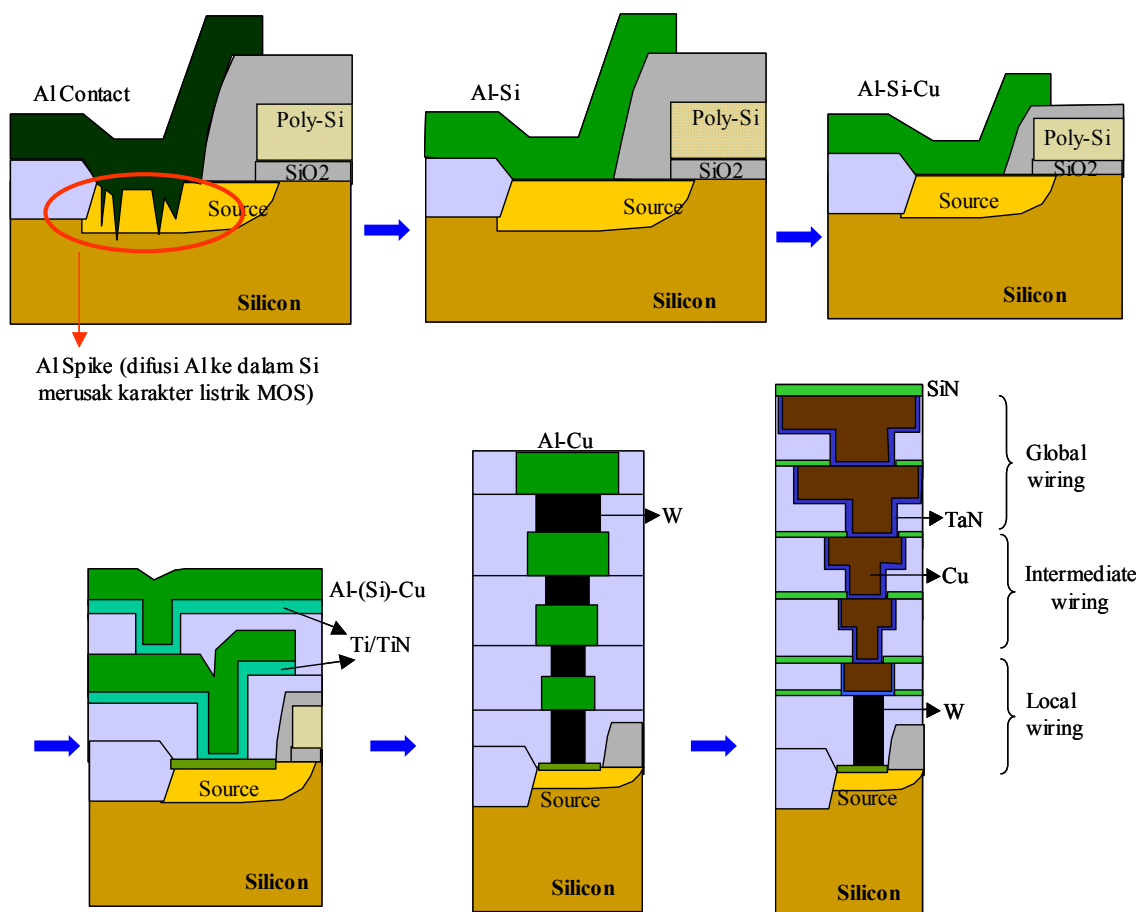 Al Contact
Poly-Si
SiO2
Source
Silicon
Al-Si
Poly-Si
SiO2
Source
Silicon
Al-Si-Cu
Poly-Si
SiO2
Source
Silicon
Al Spike (difusi Al ke dalam Si
merusak karakter listrik MOS)
Al-(Si)-Cu
Ti/TiN
Source
Silicon
Al-Cu
W
Source
Silicon
SiN
Global
wiring
TaN
Cu
Intermediate
wiring
W
Local
wiring
Source
Silicon